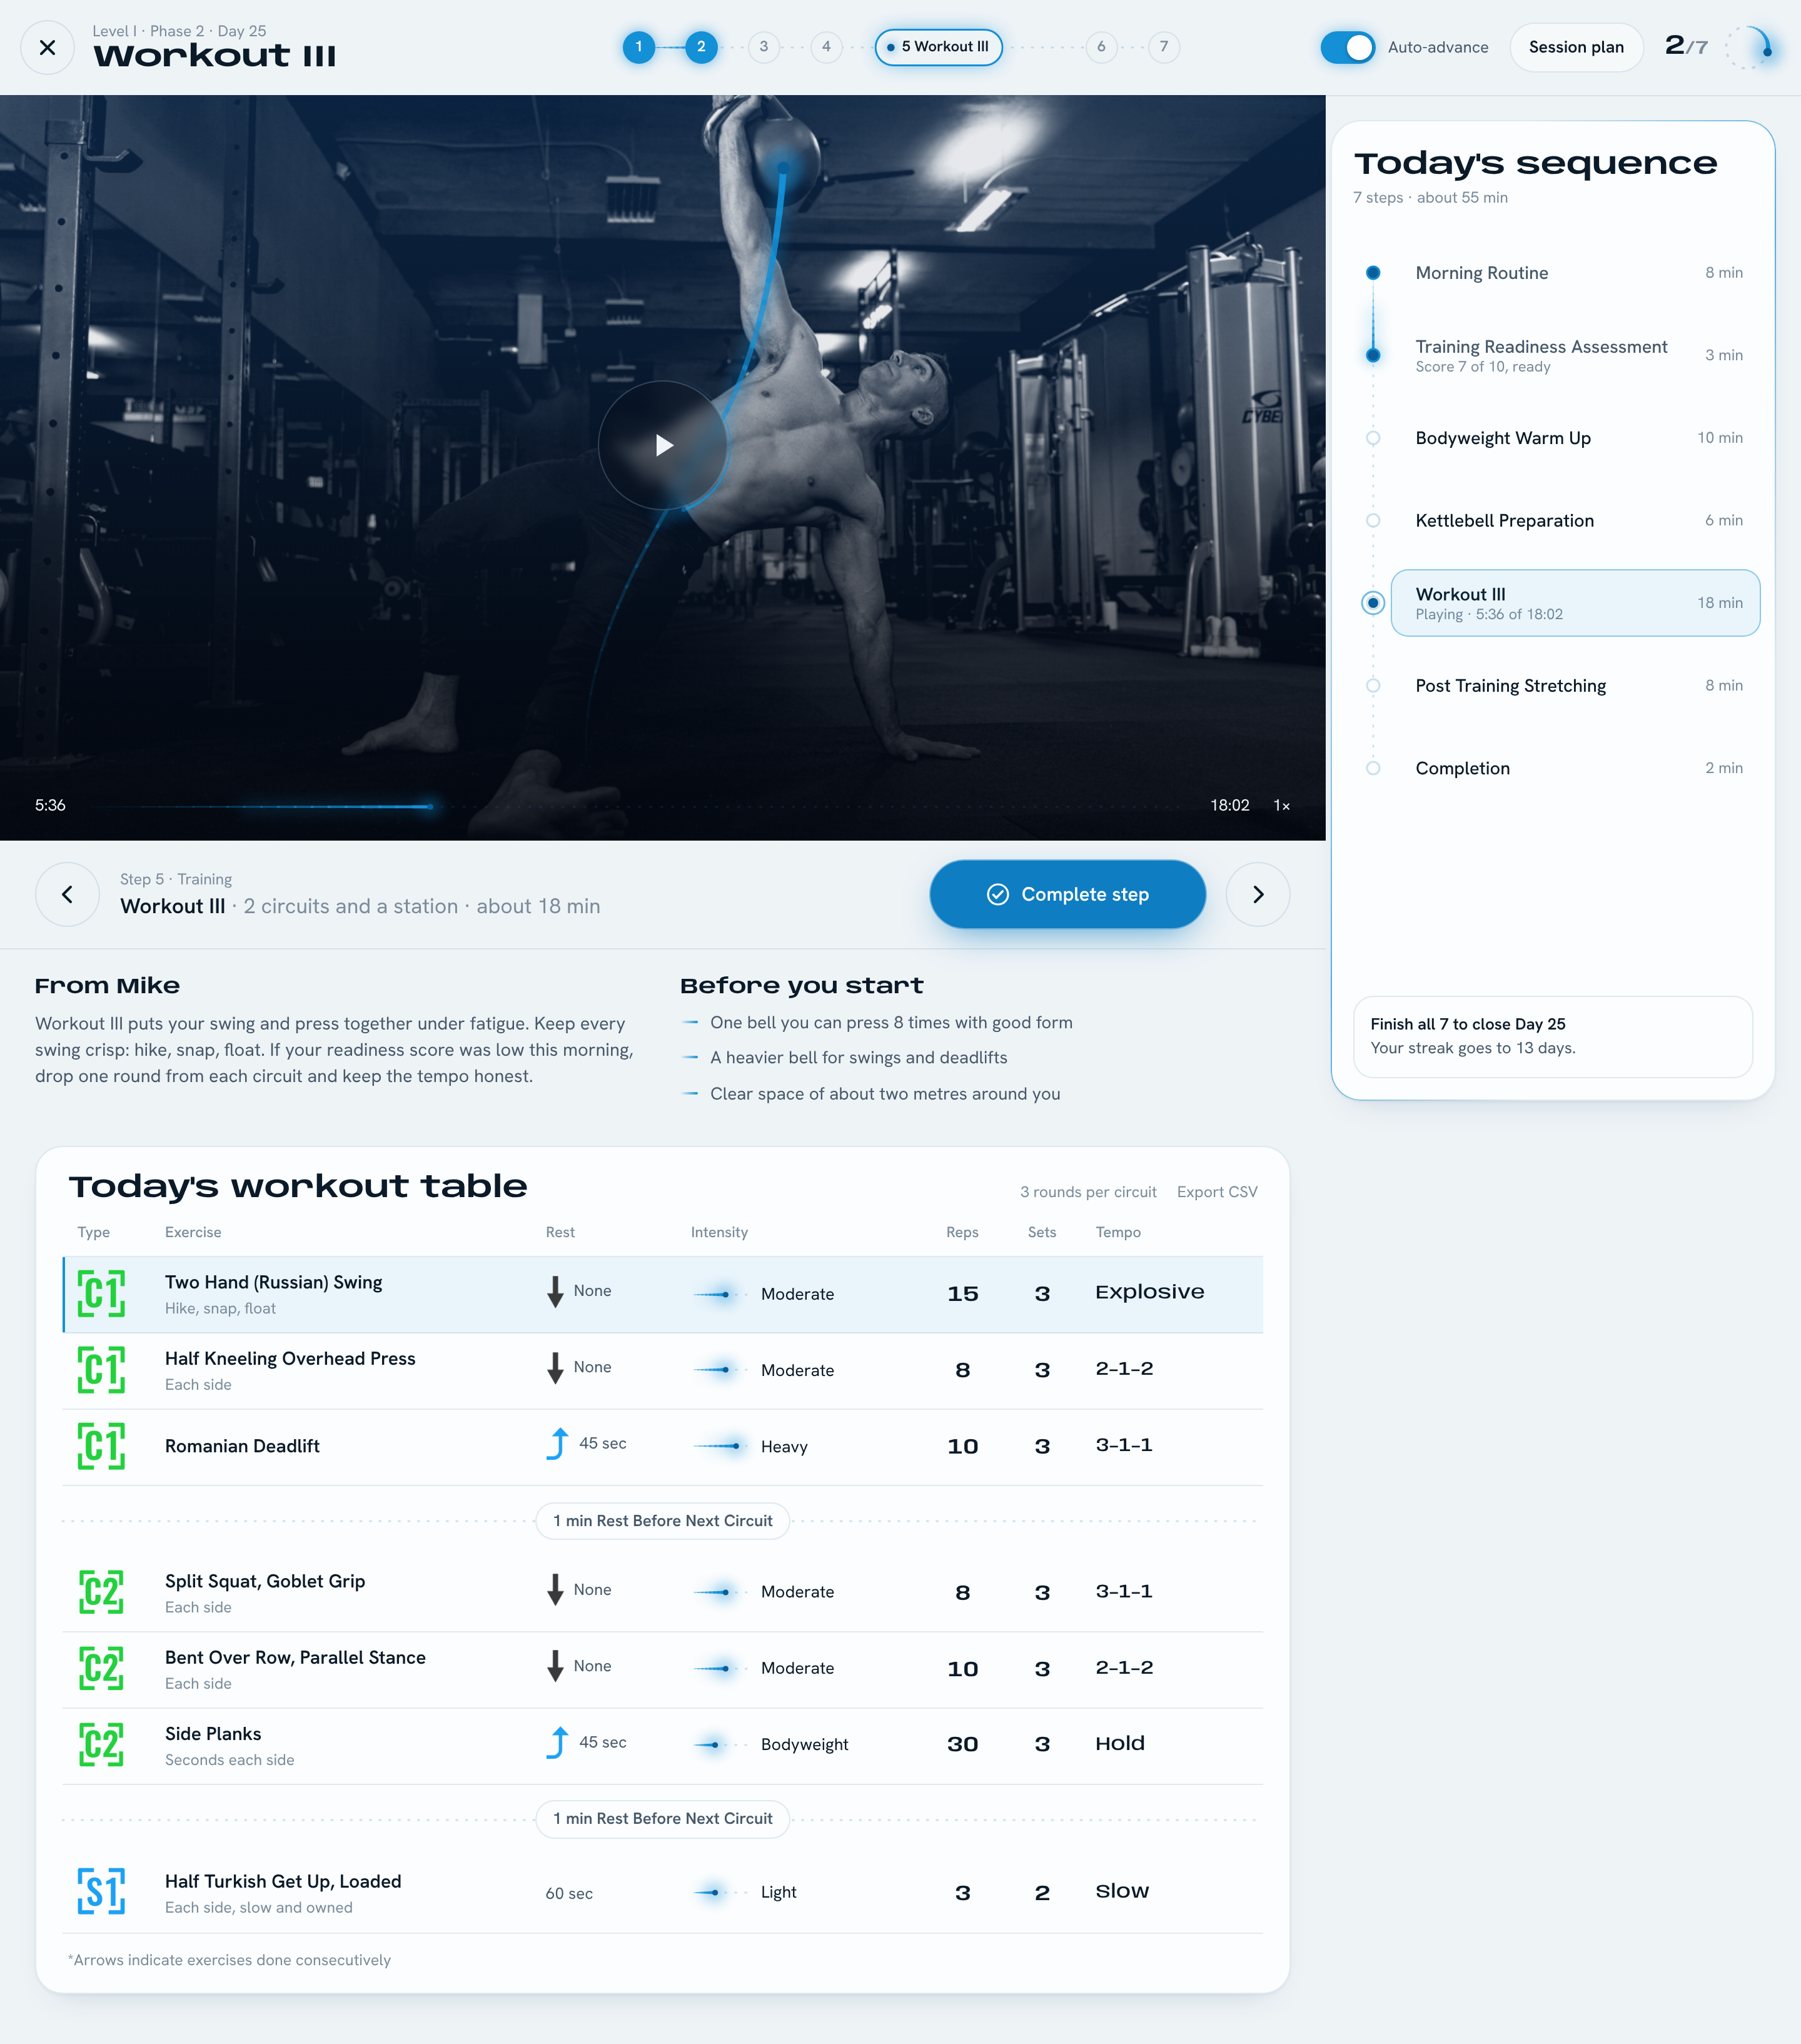 Level I · Phase 2 · Day 25
Workout III
1 2 3 4 5 Workout III 6 7
Auto-advance
Session plan
2/7
Today's sequence
7 steps · about 55 min
Morning Routine 8 min
Training Readiness Assessment 3 min
Score 7 of 10, ready
Bodyweight Warm Up 10 min
Kettlebell Preparation 6 min
Workout III 18 min
Playing · 5:36 of 18:02
Post Training Stretching 8 min
Completion 2 min
Finish all 7 to close Day 25
Your streak goes to 13 days.
CYBE
5:36 18:02 1×
Step 5 · Training
Workout III · 2 circuits and a station · about 18 min
Complete step
From Mike
Workout III puts your swing and press together under fatigue. Keep every
swing crisp: hike, snap, float. If your readiness score was low this morning,
drop one round from each circuit and keep the tempo honest.
Before you start
One bell you can press 8 times with good form
A heavier bell for swings and deadlifts
Clear space of about two metres around you
Today's workout table
3 rounds per circuit Export CSV
Type Exercise Rest Intensity Reps Sets Tempo
C1 Two Hand (Russian) Swing None Moderate 15 3 Explosive
Hike, snap, float
C1 Half Kneeling Overhead Press None Moderate 8 3 2-1-2
Each side
C1 Romanian Deadlift 45 sec Heavy 10 3 3-1-1
1 min Rest Before Next Circuit
C2 Split Squat, Goblet Grip None Moderate 8 3 3-1-1
Each side
C2 Bent Over Row, Parallel Stance None Moderate 10 3 2-1-2
Each side
C2 Side Planks 45 sec Bodyweight 30 3 Hold
Seconds each side
1 min Rest Before Next Circuit
S1 Half Turkish Get Up, Loaded 60 sec Light 3 2 Slow
Each side, slow and owned
*Arrows indicate exercises done consecutively